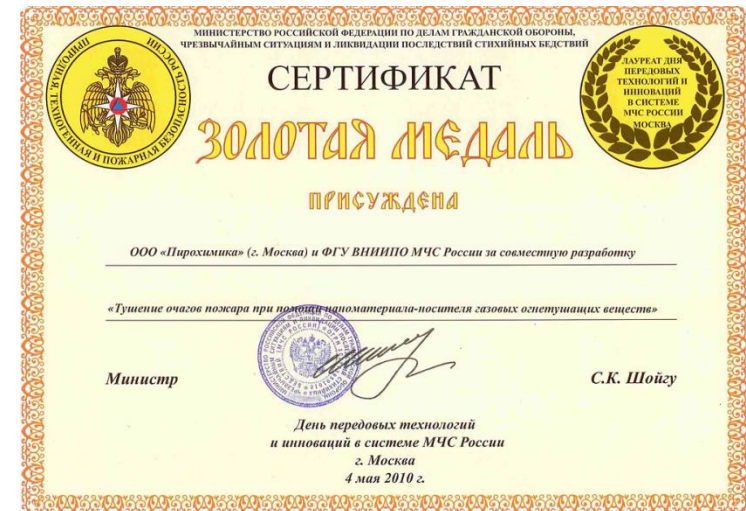 МИНИСТЕРСТВО РОССИЙСКОЙ ФЕДЕРАЦИИ ПО ДЕЛАМ ГРАЖДАНСКОЙ ОБОРОНЫ,
ЧРЕЗВЫЧАЙНЫМ СИТУАЦИЯМ И ЛИКВИДАЦИИ ПОСЛЕДСТВИЙ СТИХИЙНЫХ БЕДСТВИЙ
ПРИРОДНАЯ, ТЕХНОГЕННАЯ И ПОЖАРНАЯ БЕЗОПАСНОСТЬ РОССИИ
СЕРТИФИКАТ
ЛАУРЕАТ ДНЯ
ПЕРЕДОВЫХ
ТЕХНОЛОГИЙ И
ИННОВАЦИЙ
В СИСТЕМЕ
МЧС РОССИИ
МОСКВА
ЗОЛОТАЯ МЕДАЛЬ
ПРИСУЖДЕНА
ООО «Пирохимика» (г. Москва) и ФГУ ВНИИПО МЧС России за совместную разработку
«Тушение очагов пожара при помощи наноматериала-носителя газовых огнетушащих веществ»
Министр
С.К. Шойгу
День передовых технологий
и инноваций в системе МЧС России
г. Москва
4 мая 2010 г.